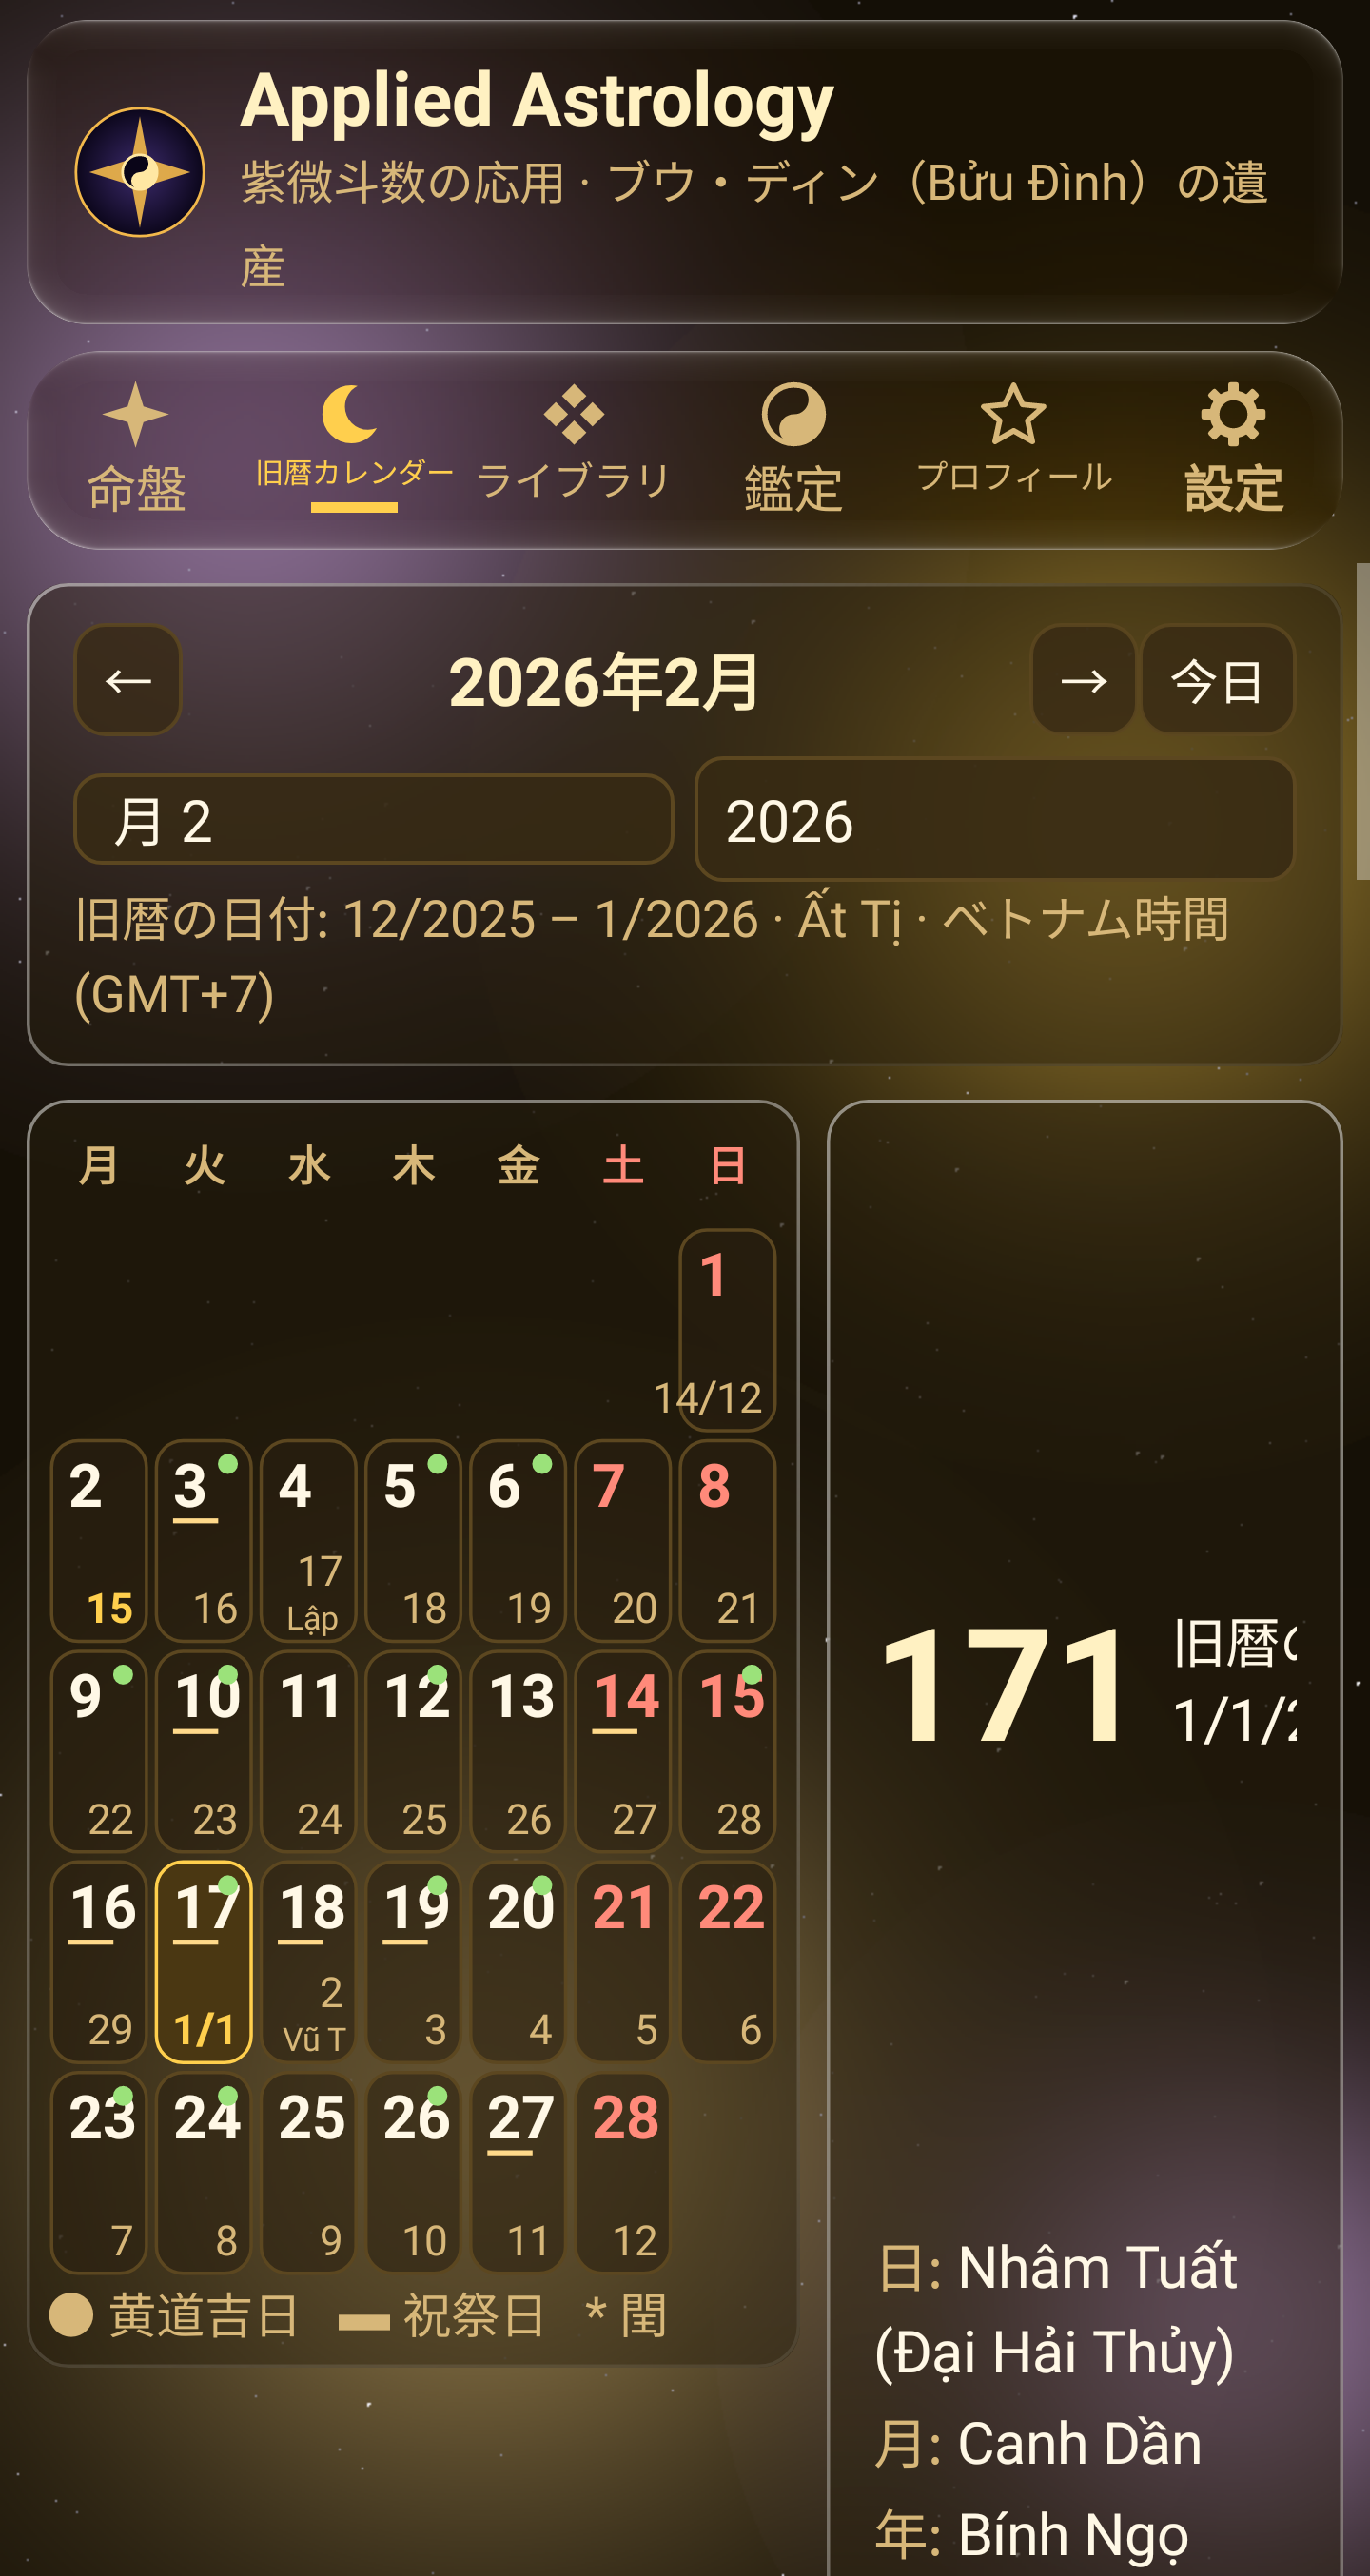 Applied Astrology
紫微斗数の応用 · ブウ・ディン（Bửu Đình）の遺
産
命盤 旧暦カレンダー ライブラリ 鑑定 プロフィール 設定
← 2026年2月 → 今日
月 2 2026
旧暦の日付: 12/2025 – 1/2026 · Ất Tị · ベトナム時間
(GMT+7)
月 火 水 木 金 土 日
1
14/12
2 3 4 5 6 7 8
15 16 17 18 19 20 21
Lập
9 10 11 12 13 14 15
22 23 24 25 26 27 28
16 17 18 19 20 21 22
29 1/1 2 3 4 5 6
Vũ T
23 24 25 26 27 28
7 8 9 10 11 12
黄道吉日 祝祭日 * 閏
171
旧暦
1/1/2
日: Nhâm Tuất
(Đại Hải Thủy)
月: Canh Dần
年: Bính Ngọ